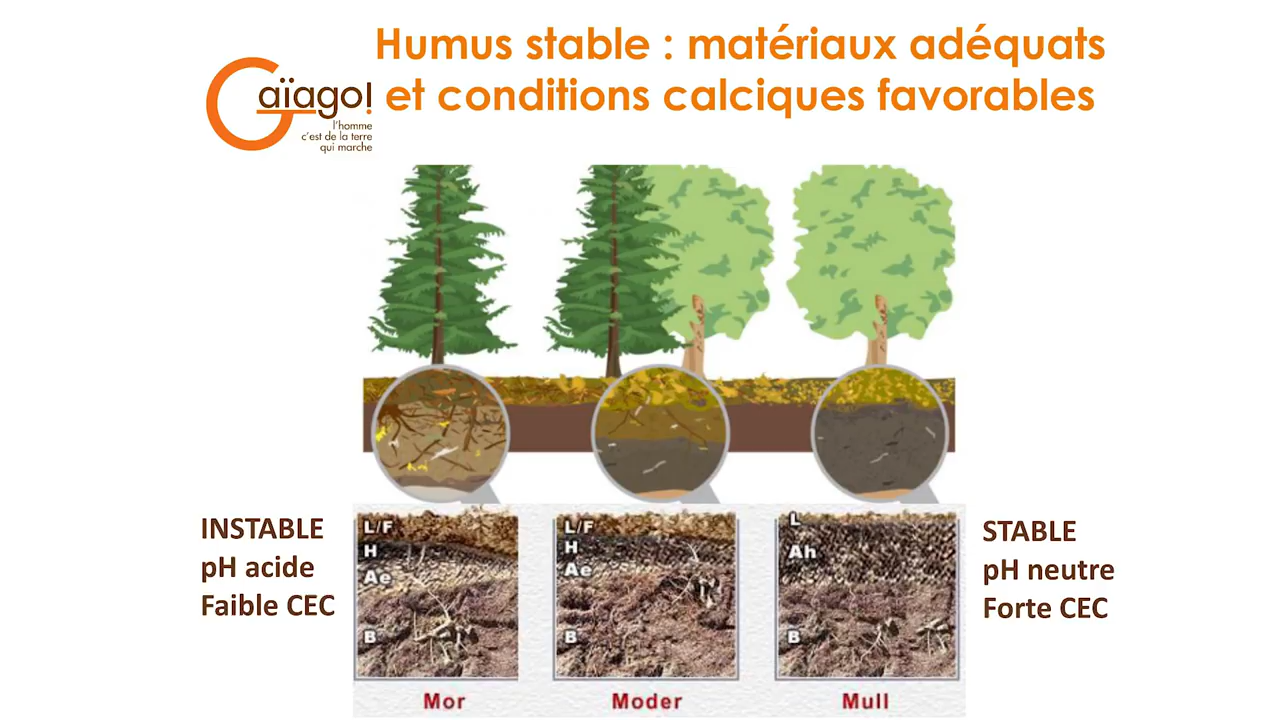 Humus stable : matériaux adéquats
et conditions calciques favorables
Gaïago!
l'homme
c'est de la terre
qui marche
INSTABLE
pH acide
Faible CEC
L/F
H
Ae
B
Mor
L/F
H
Ae
B
Moder
L
Ah
B
Mull
STABLE
pH neutre
Forte CEC